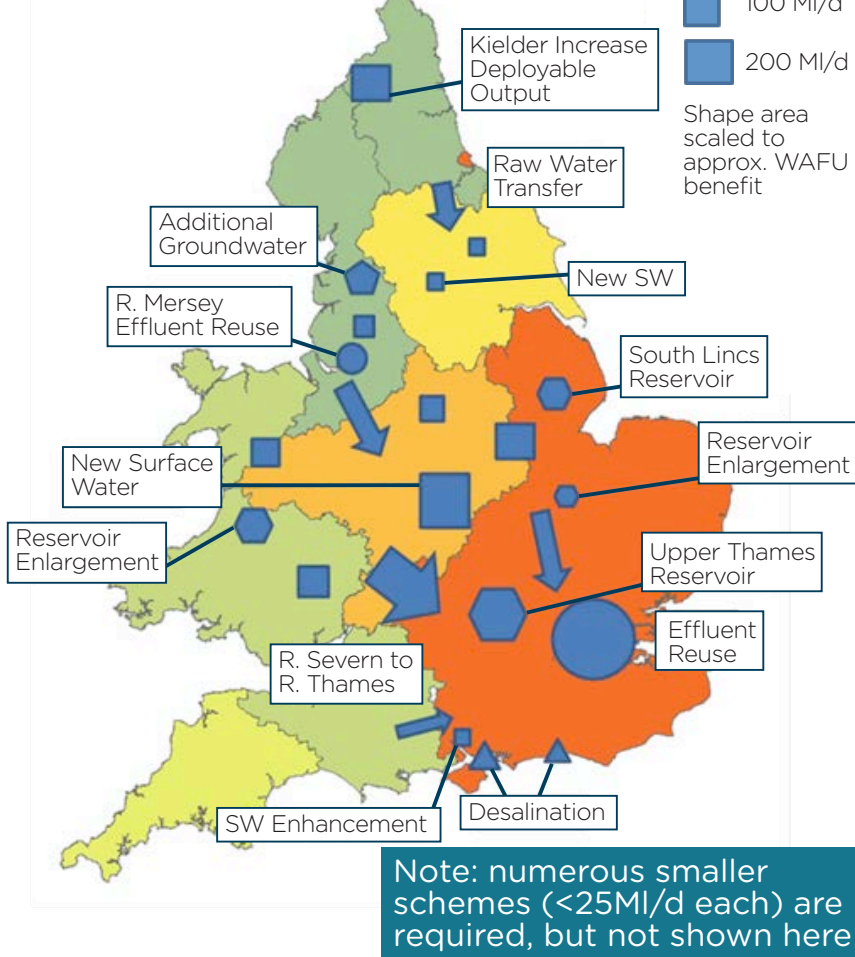 100 Ml/d
200 Ml/d
Shape area
scaled to
approx. WAFU
benefit
Kielder Increase
Deployable
Output
Raw Water
Transfer
Additional
Groundwater
New SW
R. Mersey
Effluent Reuse
South Lincs
Reservoir
New Surface
Water
Reservoir
Enlargement
Reservoir
Enlargement
Upper Thames
Reservoir
Effluent
Reuse
R. Severn to
R. Thames
SW Enhancement
Desalination
Note: numerous smaller
schemes (<25Ml/d each) are
required, but not shown here